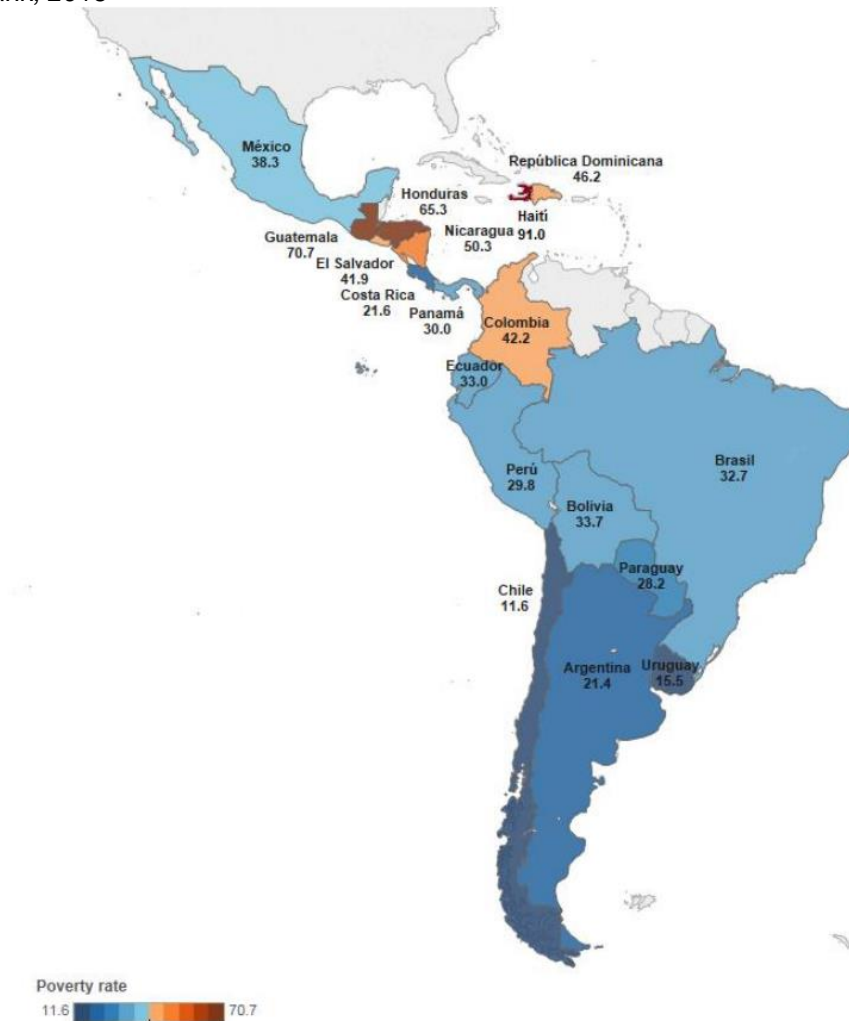 México
38.3
República Dominicana
46.2
Honduras
65.3
Haití
91.0
Nicaragua
50.3
Guatemala
70.7
El Salvador
41.9
Costa Rica
21.6
Panamá
30.0
Colombia
42.2
Ecuador
33.0
Brasil
32.7
Perú
29.8
Bolivia
33.7
Paraguay
28.2
Chile
11.6
Argentina
21.4
Uruguay
15.5
Poverty rate
11.6 70.7